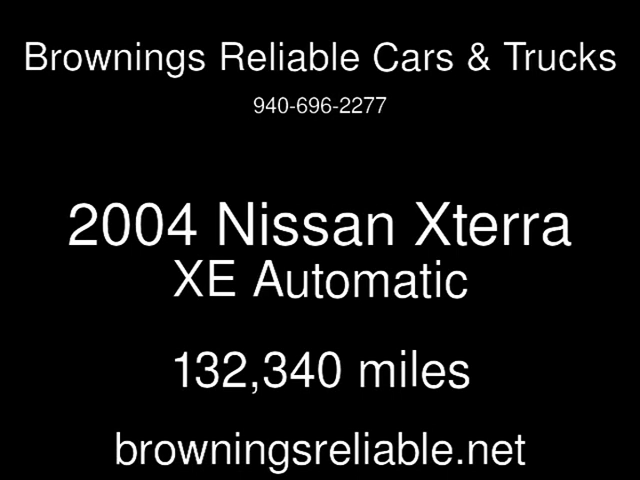 Brownings Reliable Cars & Trucks
940-696-2277
2004 Nissan Xterra
XE Automatic
132,340 miles
browningsreliable.net